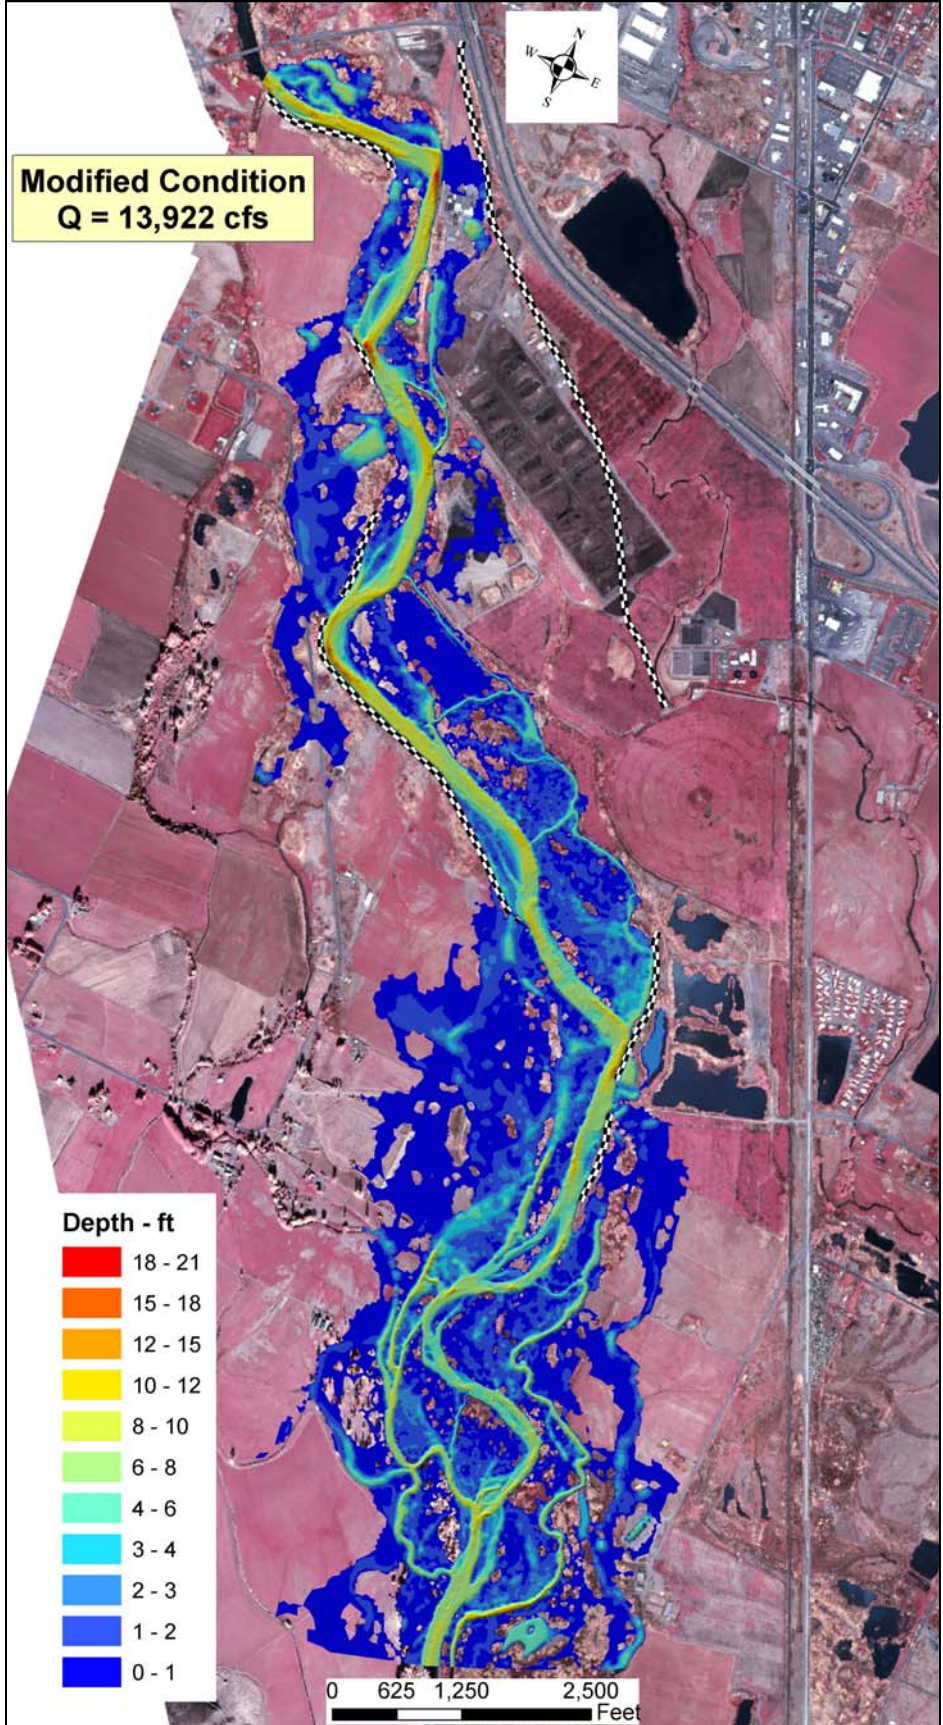 N
W
E
S
Modified Condition
Q = 13,922 cfs
Depth - ft
18 - 21
15 - 18
12 - 15
10 - 12
8 - 10
6 - 8
4 - 6
3 - 4
2 - 3
1 - 2
0 - 1
0 625 1,250 2,500
Feet